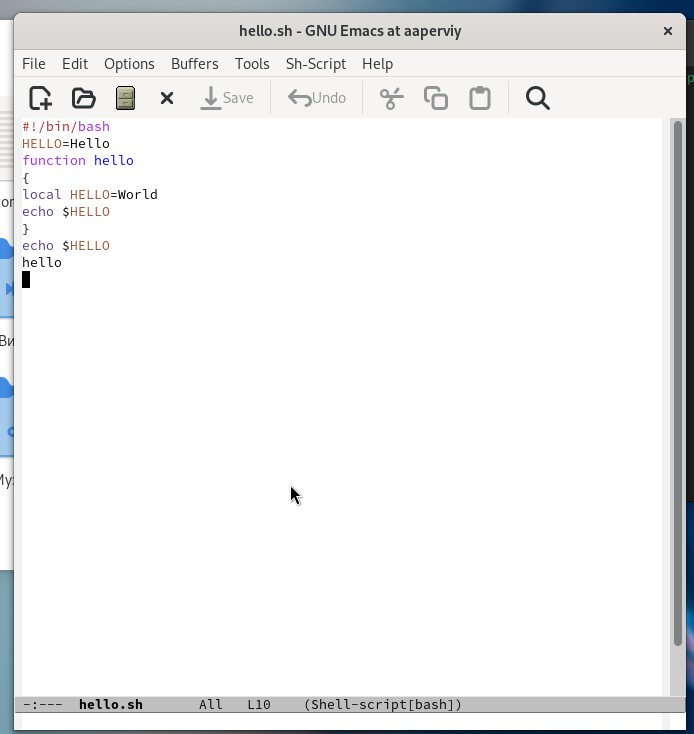 hello.sh - GNU Emacs at aaperviy
File Edit Options Buffers Tools Sh-Script Help
Save Undo
#!/bin/bash
HELLO=Hello
function hello
{
local HELLO=World
echo $HELLO
}
echo $HELLO
hello
-:--- hello.sh All L10 (Shell-script[bash])